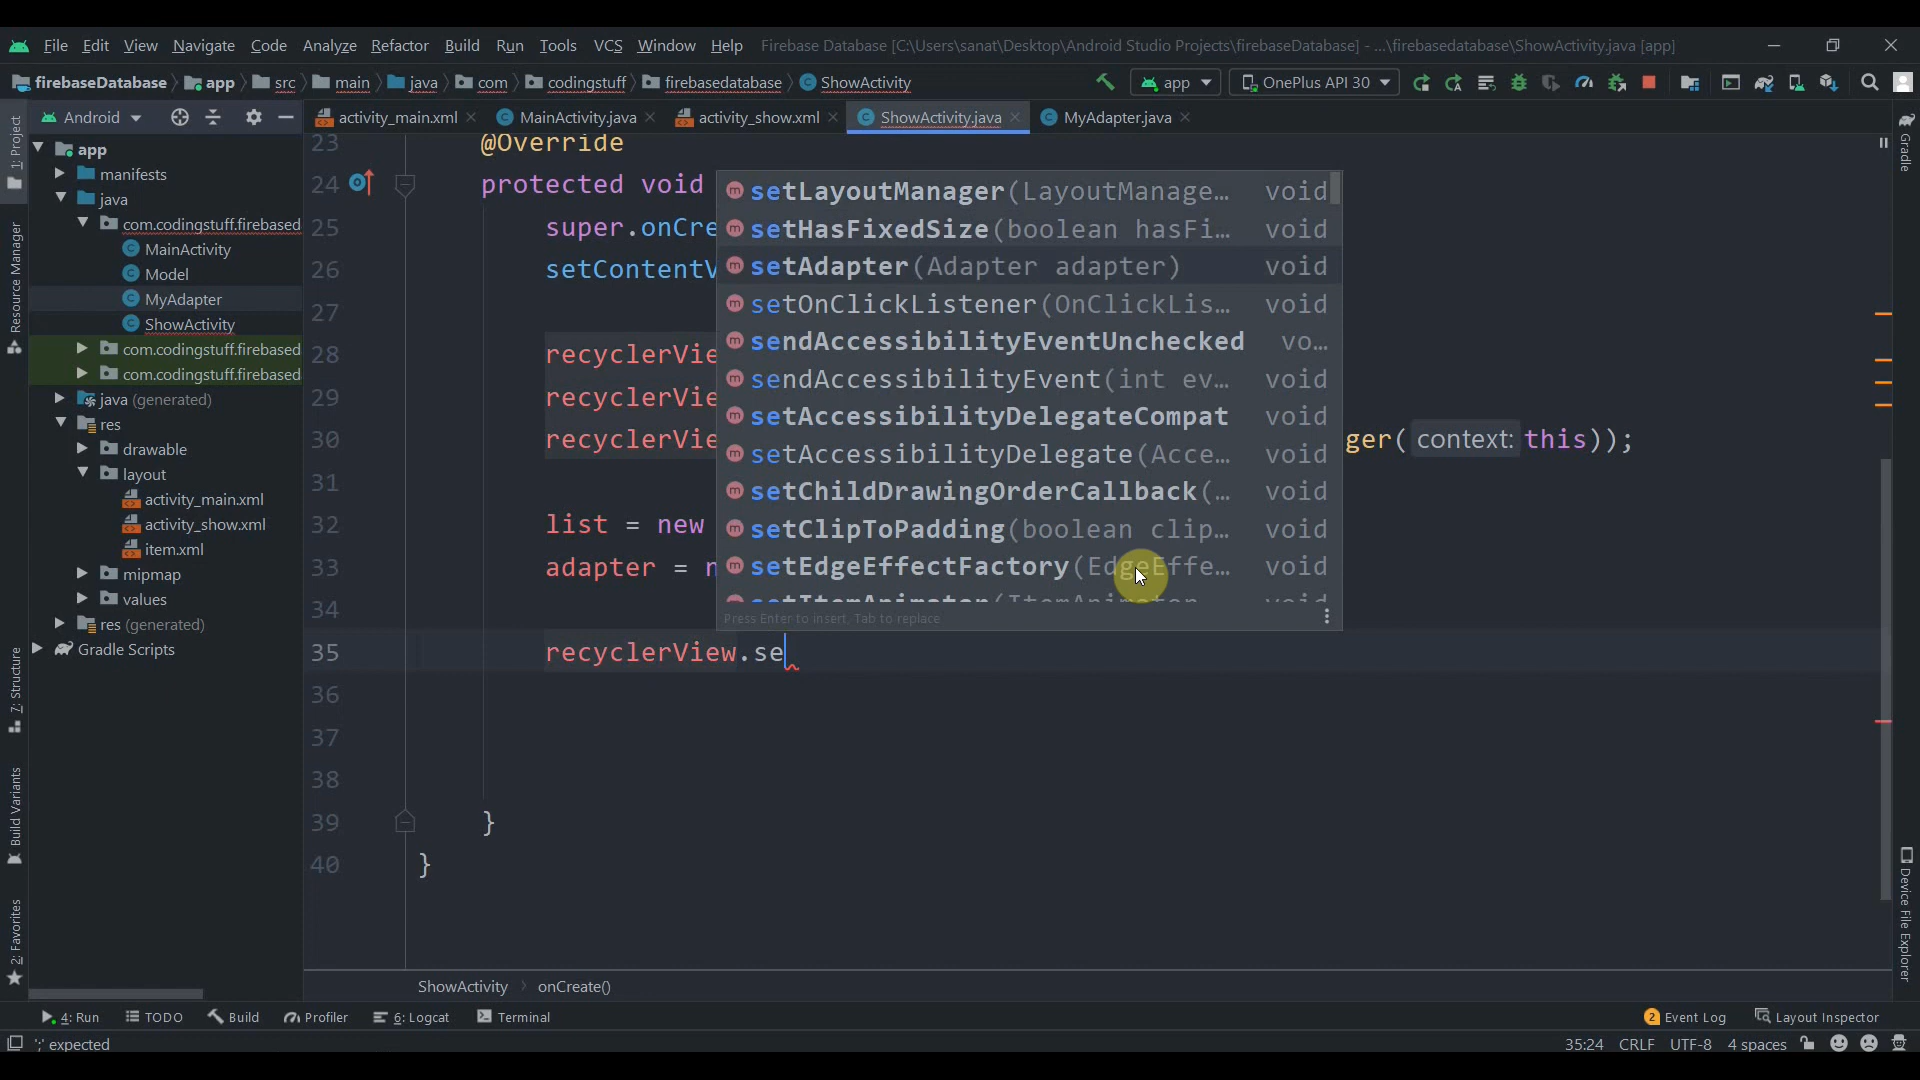 File Edit View Navigate Code Analyze Refactor Build Run Tools VCS Window Help Firebase Database [C:\Users\sanat\Desktop\Android Studio Projects\firebaseDatabase] - ...\firebasedatabase\ShowActivity.java [app]
firebaseDatabase app src main java com codingstuff firebasedatabase ShowActivity app OnePlus API 30
Android activity_main.xml MainActivity.java activity_show.xml ShowActivity.java MyAdapter.java
1: Project
Resource Manager
7: Structure
Build Variants
2: Favorites
app
manifests
java
com.codingstuff.firebased
MainActivity
Model
MyAdapter
ShowActivity
com.codingstuff.firebased
com.codingstuff.firebased
java (generated)
res
drawable
layout
activity_main.xml
activity_show.xml
item.xml
mipmap
values
res (generated)
Gradle Scripts
23 @Override
24 protected void
25 super.onCre
26 setContentV
27
28 recyclerVie
29 recyclerVie
30 recyclerVie ger( context: this));
31
32 list = new
33 adapter = n
34
35 recyclerView.se
36
37
38
39 }
40 }
setLayoutManager(LayoutManage… void
setHasFixedSize(boolean hasFi… void
setAdapter(Adapter adapter) void
setOnClickListener(OnClickLis… void
sendAccessibilityEventUnchecked vo…
sendAccessibilityEvent(int ev… void
setAccessibilityDelegateCompat void
setAccessibilityDelegate(Acce… void
setChildDrawingOrderCallback(… void
setClipToPadding(boolean clip… void
setEdgeEffectFactory(EdgeEffe… void
setItemAnimator(ItemAnimator void
Press Enter to insert, Tab to replace
Gradle
Device File Explorer
ShowActivity onCreate()
4: Run TODO Build Profiler 6: Logcat Terminal 2 Event Log Layout Inspector
';' expected 35:24 CRLF UTF-8 4 spaces